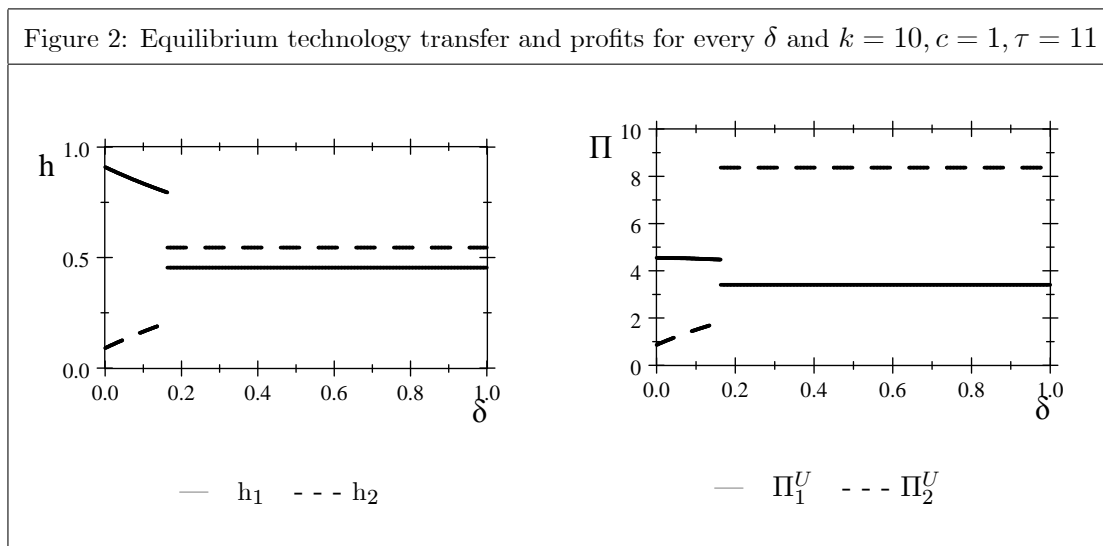 Figure 2: Equilibrium technology transfer and profits for every δ and k = 10, c = 1, τ = 11
h
1.0
0.5
0.0
0.0 0.2 0.4 0.6 0.8 1.0
δ
Π
10
8
6
4
2
0
0.0 0.2 0.4 0.6 0.8 1.0
δ
— h₁ - - - h₂
— Π₁ᵁ - - - Π₂ᵁ